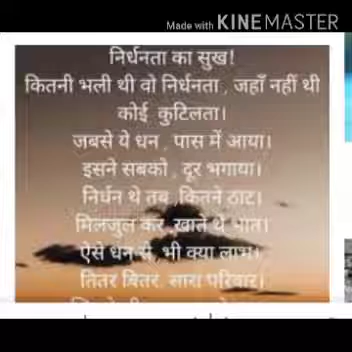 Made with KINEMASTER
निर्धनता का सुख!
कितनी भली थी वो निर्धनता , जहाँ नहीं थी
कोई कुटिलता।
जबसे ये धन , पास में आया।
इसने सबको , दूर भगाया।
निर्धन थे तब ,कितने ठाट।
मिलजुल कर ,खाते थे भात।
ऐसे धन से, भी क्या लाभ।
तितर बितर, सारा परिवार।